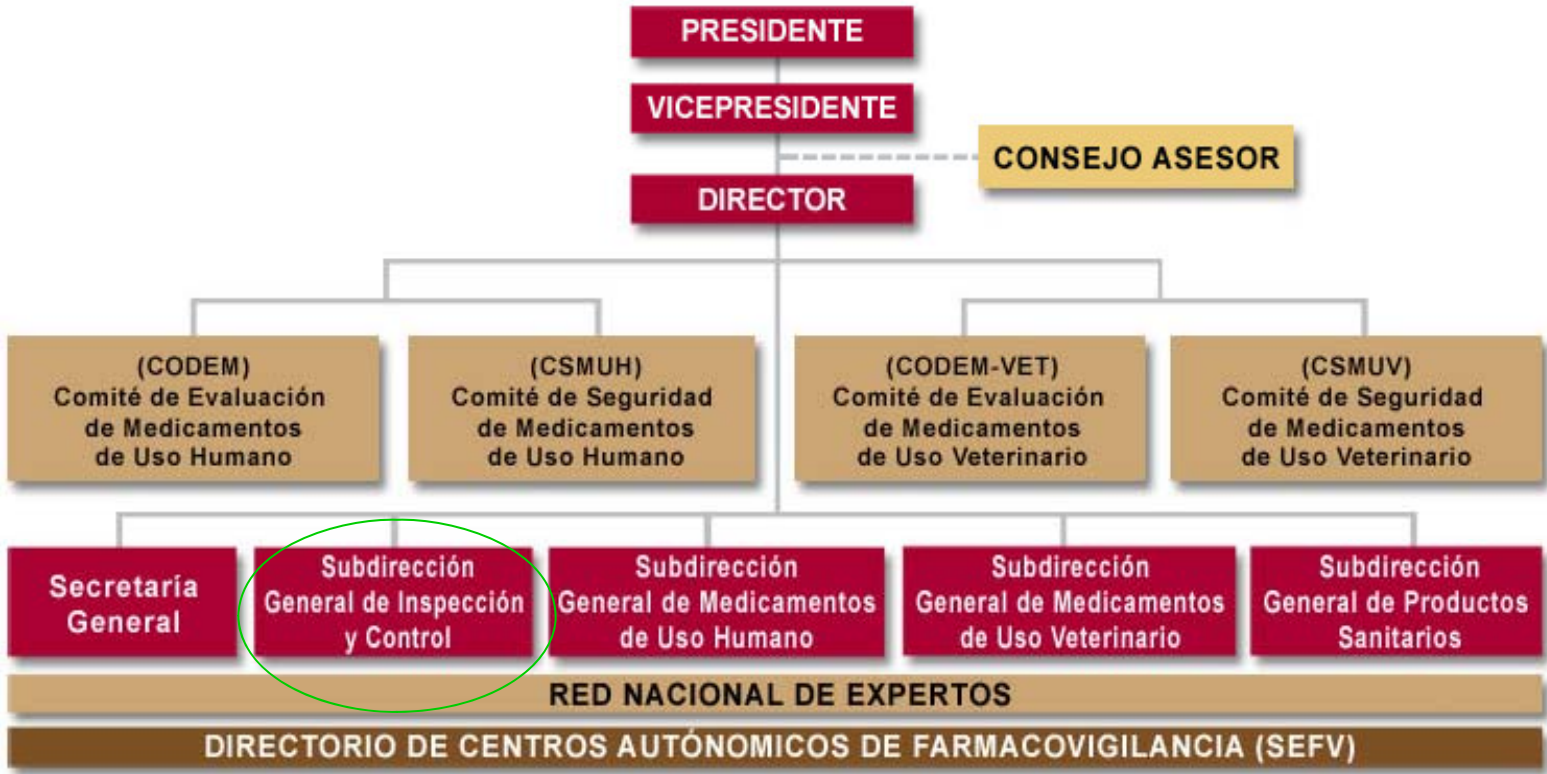 PRESIDENTE
VICEPRESIDENTE
CONSEJO ASESOR
DIRECTOR
(CODEM)
Comité de Evaluación
de Medicamentos
de Uso Humano
(CSMUH)
Comité de Seguridad
de Medicamentos
de Uso Humano
(CODEM-VET)
Comité de Evaluación
de Medicamentos
de Uso Veterinario
(CSMUV)
Comité de Seguridad
de Medicamentos
de Uso Veterinario
Secretaría
General
Subdirección
General de Inspección
y Control
Subdirección
General de Medicamentos
de Uso Humano
Subdirección
General de Medicamentos
de Uso Veterinario
Subdirección
General de Productos
Sanitarios
RED NACIONAL DE EXPERTOS
DIRECTORIO DE CENTROS AUTÓNOMICOS DE FARMACOVIGILANCIA (SEFV)